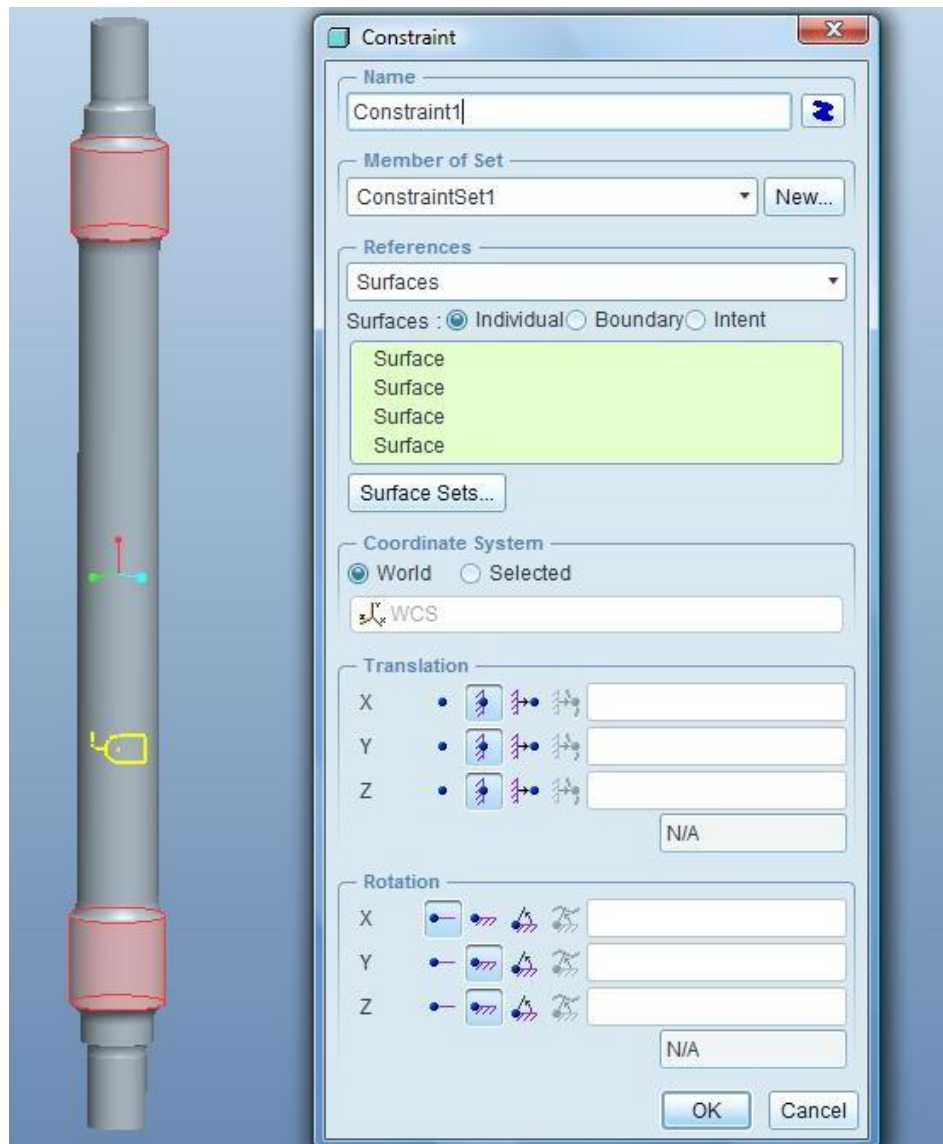 Constraint
Name
Constraint1
Member of Set
ConstraintSet1
New...
References
Surfaces
Surfaces : Individual Boundary Intent
Surface
Surface
Surface
Surface
Surface Sets...
Coordinate System
World Selected
WCS
Translation
X
Y
Z
N/A
Rotation
X
Y
Z
N/A
OK Cancel